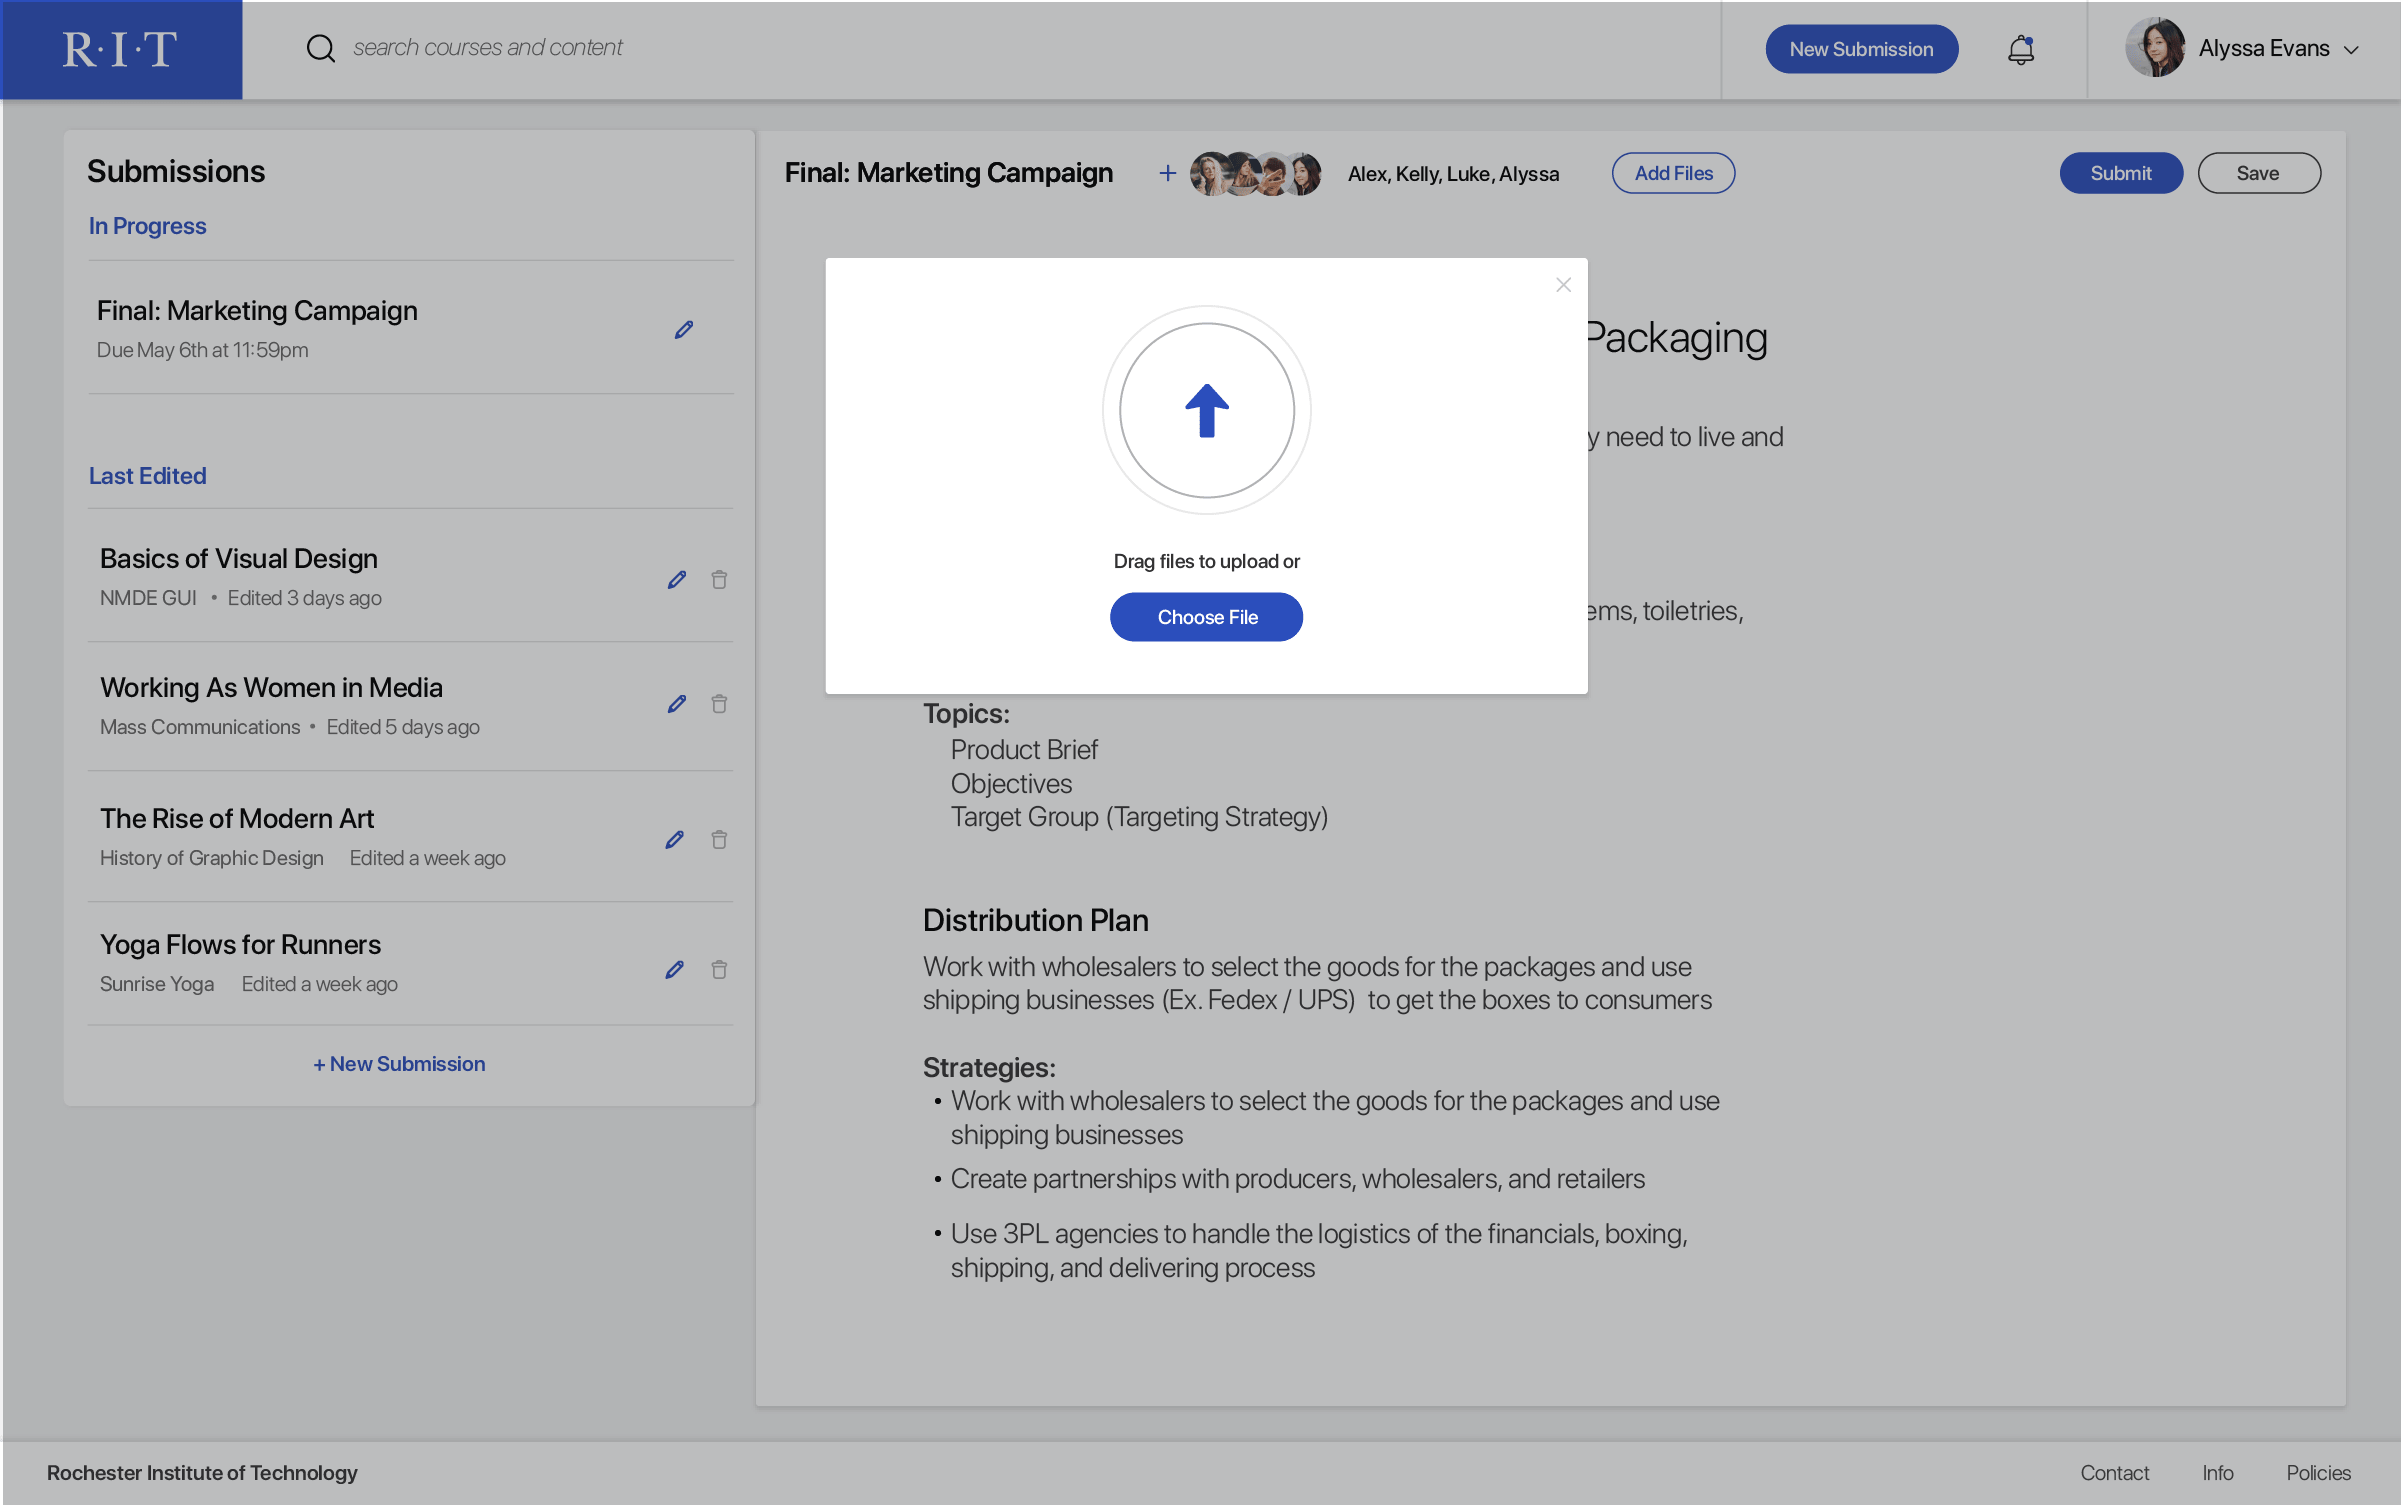 R·I·T
search courses and content
New Submission
Alyssa Evans
Submissions
In Progress
Final: Marketing Campaign
Due May 6th at 11:59pm
Last Edited
Basics of Visual Design
NMDE GUI • Edited 3 days ago
Working As Women in Media
Mass Communications • Edited 5 days ago
The Rise of Modern Art
History of Graphic Design Edited a week ago
Yoga Flows for Runners
Sunrise Yoga Edited a week ago
+ New Submission
Final: Marketing Campaign
+
Alex, Kelly, Luke, Alyssa
Add Files
Submit
Save
Drag files to upload or
Choose File
Packaging
y need to live and
ems, toiletries,
Topics:
Product Brief
Objectives
Target Group (Targeting Strategy)
Distribution Plan
Work with wholesalers to select the goods for the packages and use
shipping businesses (Ex. Fedex / UPS) to get the boxes to consumers
Strategies:
• Work with wholesalers to select the goods for the packages and use
shipping businesses
• Create partnerships with producers, wholesalers, and retailers
• Use 3PL agencies to handle the logistics of the financials, boxing,
shipping, and delivering process
Rochester Institute of Technology
Contact
Info
Policies